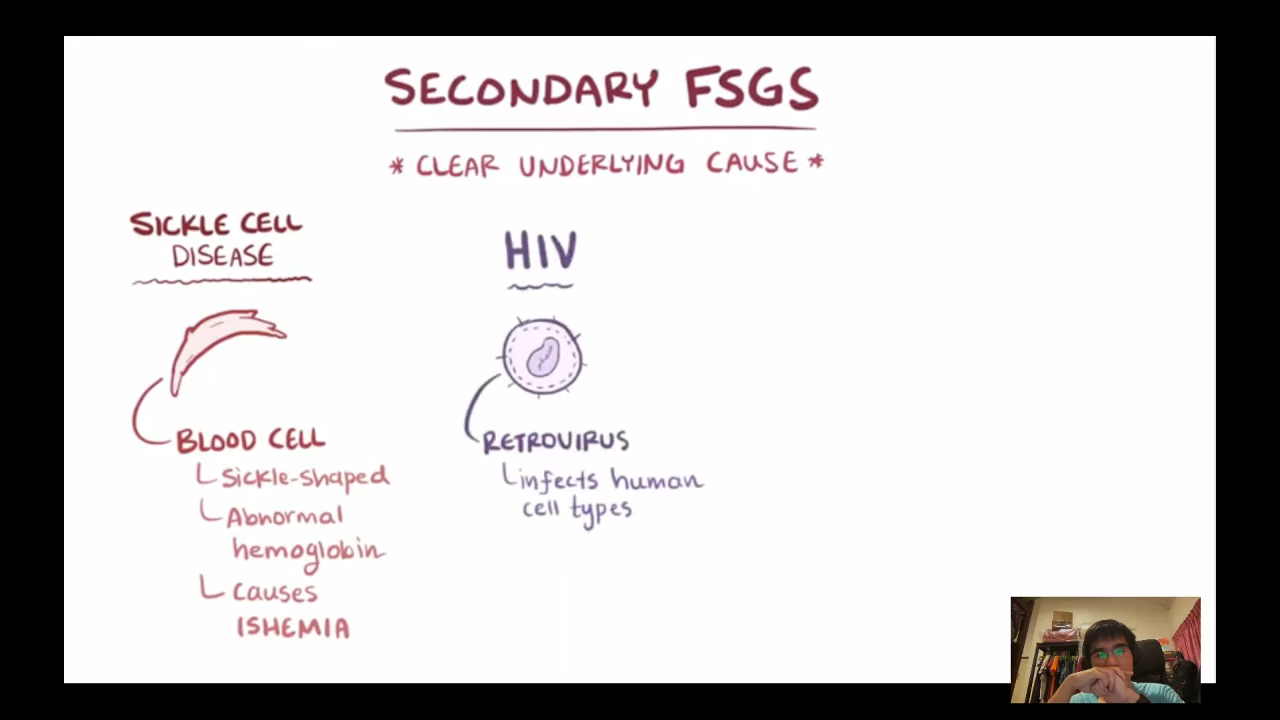 SECONDARY FSGS
* CLEAR UNDERLYING CAUSE *
SICKLE CELL
DISEASE
BLOOD CELL
Sickle-shaped
Abnormal
hemoglobin
Causes
ISHEMIA
HIV
RETROVIRUS
infects human
cell types